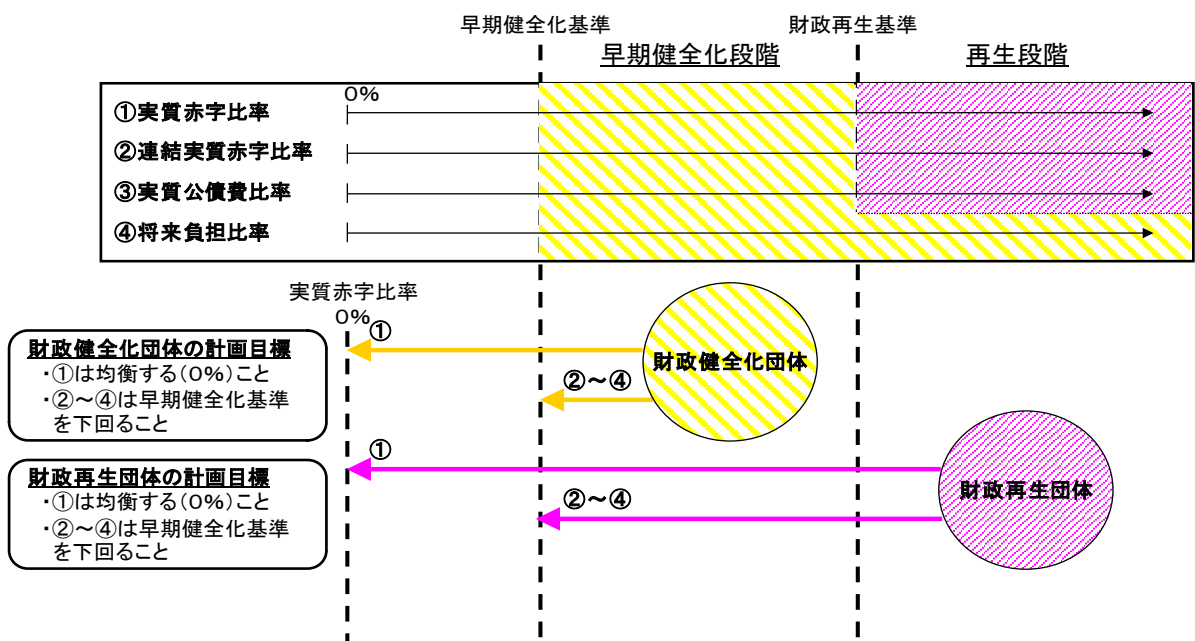 早期健全化基準
財政再生基準
早期健全化段階
再生段階
0%
①実質赤字比率
②連結実質赤字比率
③実質公債費比率
④将来負担比率
実質赤字比率
0%
財政健全化団体の計画目標
・①は均衡する(0%)こと
・②～④は早期健全化基準
を下回ること
①
②～④
財政健全化団体
財政再生団体の計画目標
・①は均衡する(0%)こと
・②～④は早期健全化基準
を下回ること
①
②～④
財政再生団体